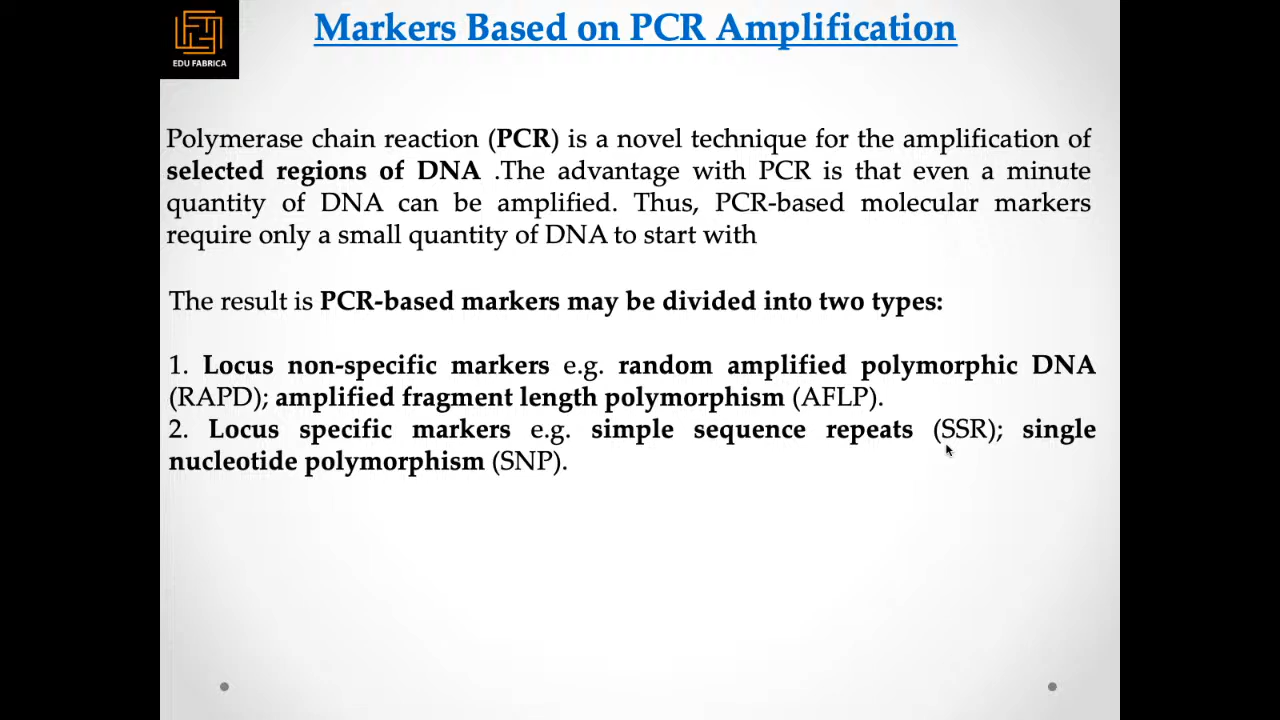 EDU FABRICA
Markers Based on PCR Amplification
Polymerase chain reaction (PCR) is a novel technique for the amplification of
selected regions of DNA .The advantage with PCR is that even a minute
quantity of DNA can be amplified. Thus, PCR-based molecular markers
require only a small quantity of DNA to start with
The result is PCR-based markers may be divided into two types:
1. Locus non-specific markers e.g. random amplified polymorphic DNA
(RAPD); amplified fragment length polymorphism (AFLP).
2. Locus specific markers e.g. simple sequence repeats (SSR); single
nucleotide polymorphism (SNP).